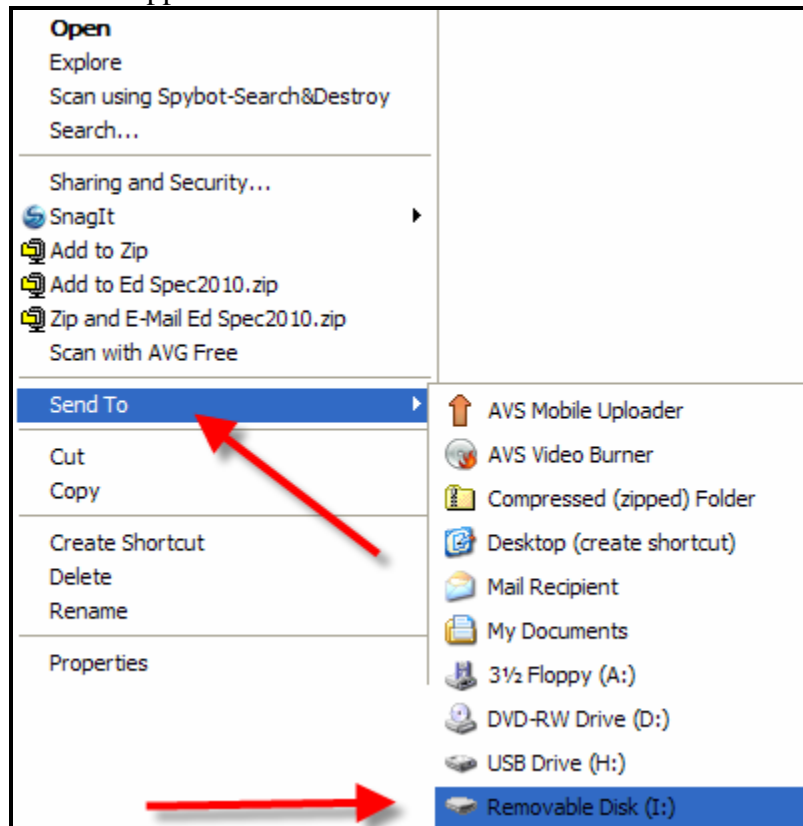 Open
Explore
Scan using Spybot-Search&Destroy
Search...
Sharing and Security...
SnagIt
Add to Zip
Add to Ed Spec2010.zip
Zip and E-Mail Ed Spec2010.zip
Scan with AVG Free
Send To
Cut
Copy
Create Shortcut
Delete
Rename
Properties
AVS Mobile Uploader
AVS Video Burner
Compressed (zipped) Folder
Desktop (create shortcut)
Mail Recipient
My Documents
3½ Floppy (A:)
DVD-RW Drive (D:)
USB Drive (H:)
Removable Disk (I:)